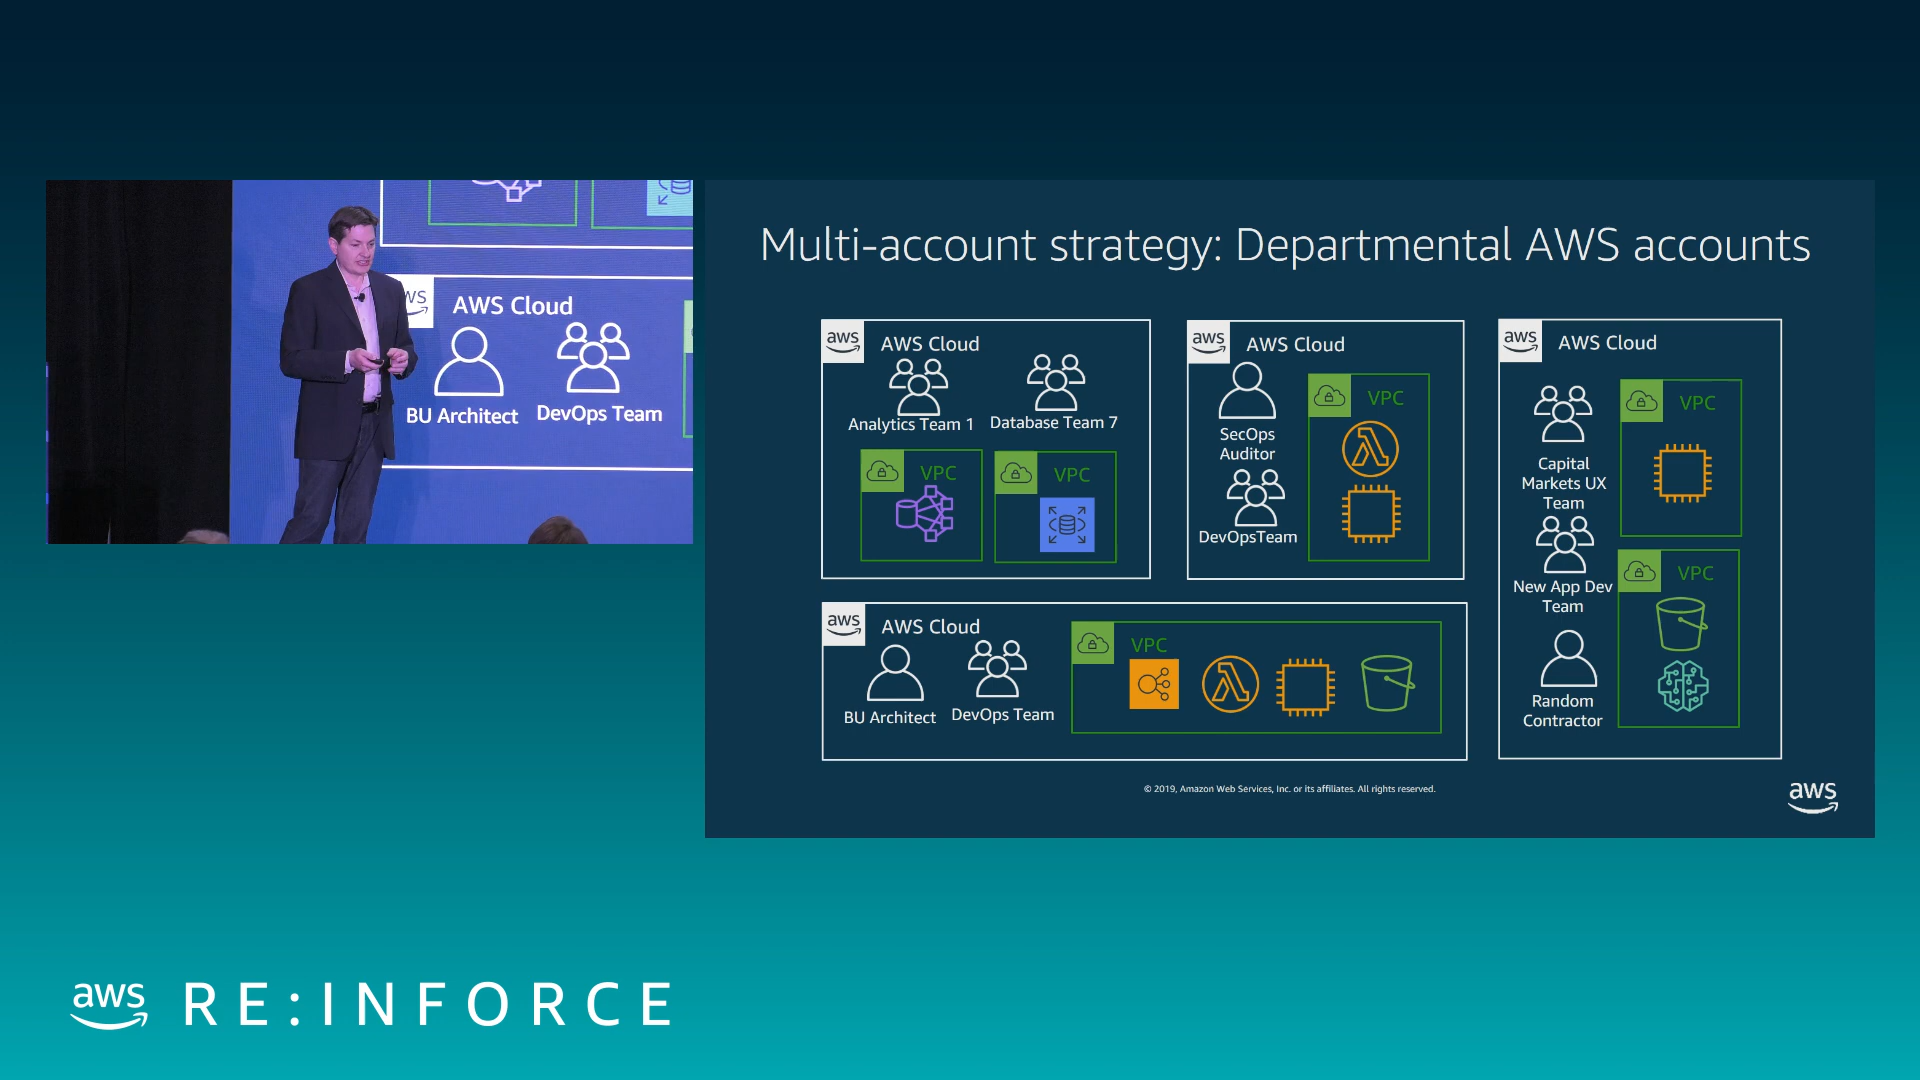 WS
AWS Cloud
BU Architect
DevOps Team
Multi-account strategy: Departmental AWS accounts
aws
AWS Cloud
Analytics Team 1
Database Team 7
VPC
VPC
aws
AWS Cloud
SecOps
Auditor
DevOpsTeam
VPC
aws
AWS Cloud
Capital
Markets UX
Team
New App Dev
Team
Random
Contractor
VPC
VPC
aws
AWS Cloud
BU Architect
DevOps Team
VPC
© 2019, Amazon Web Services, Inc. or its affiliates. All rights reserved.
aws
aws RE:INFORCE